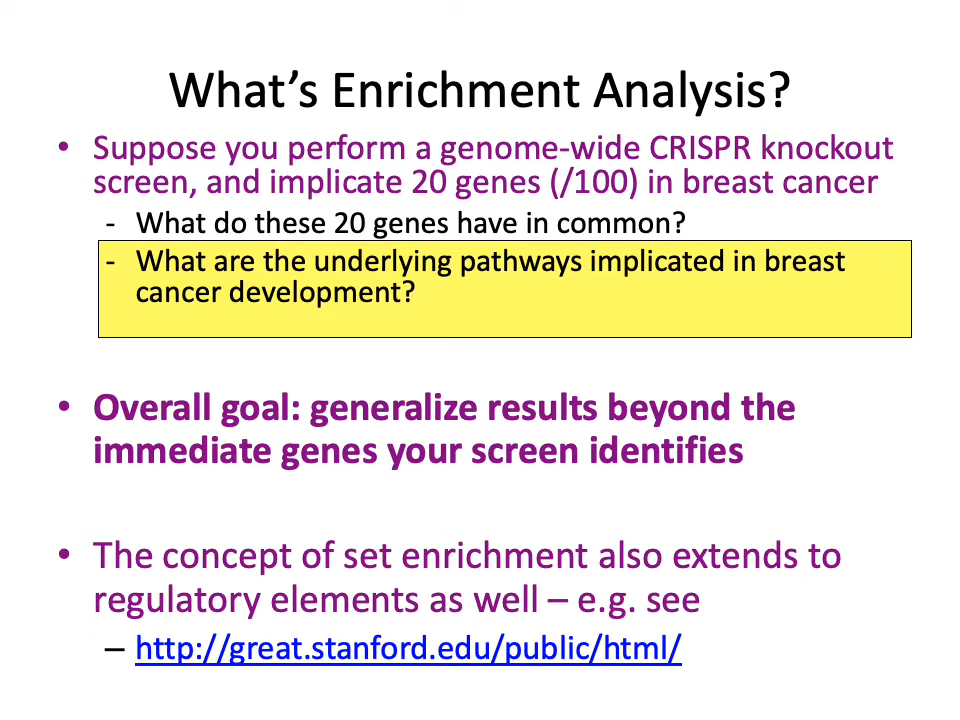 What’s Enrichment Analysis?
• Suppose you perform a genome-wide CRISPR knockout
screen, and implicate 20 genes (/100) in breast cancer
- What do these 20 genes have in common?
- What are the underlying pathways implicated in breast
cancer development?
• Overall goal: generalize results beyond the
immediate genes your screen identifies
• The concept of set enrichment also extends to
regulatory elements as well – e.g. see
– http://great.stanford.edu/public/html/